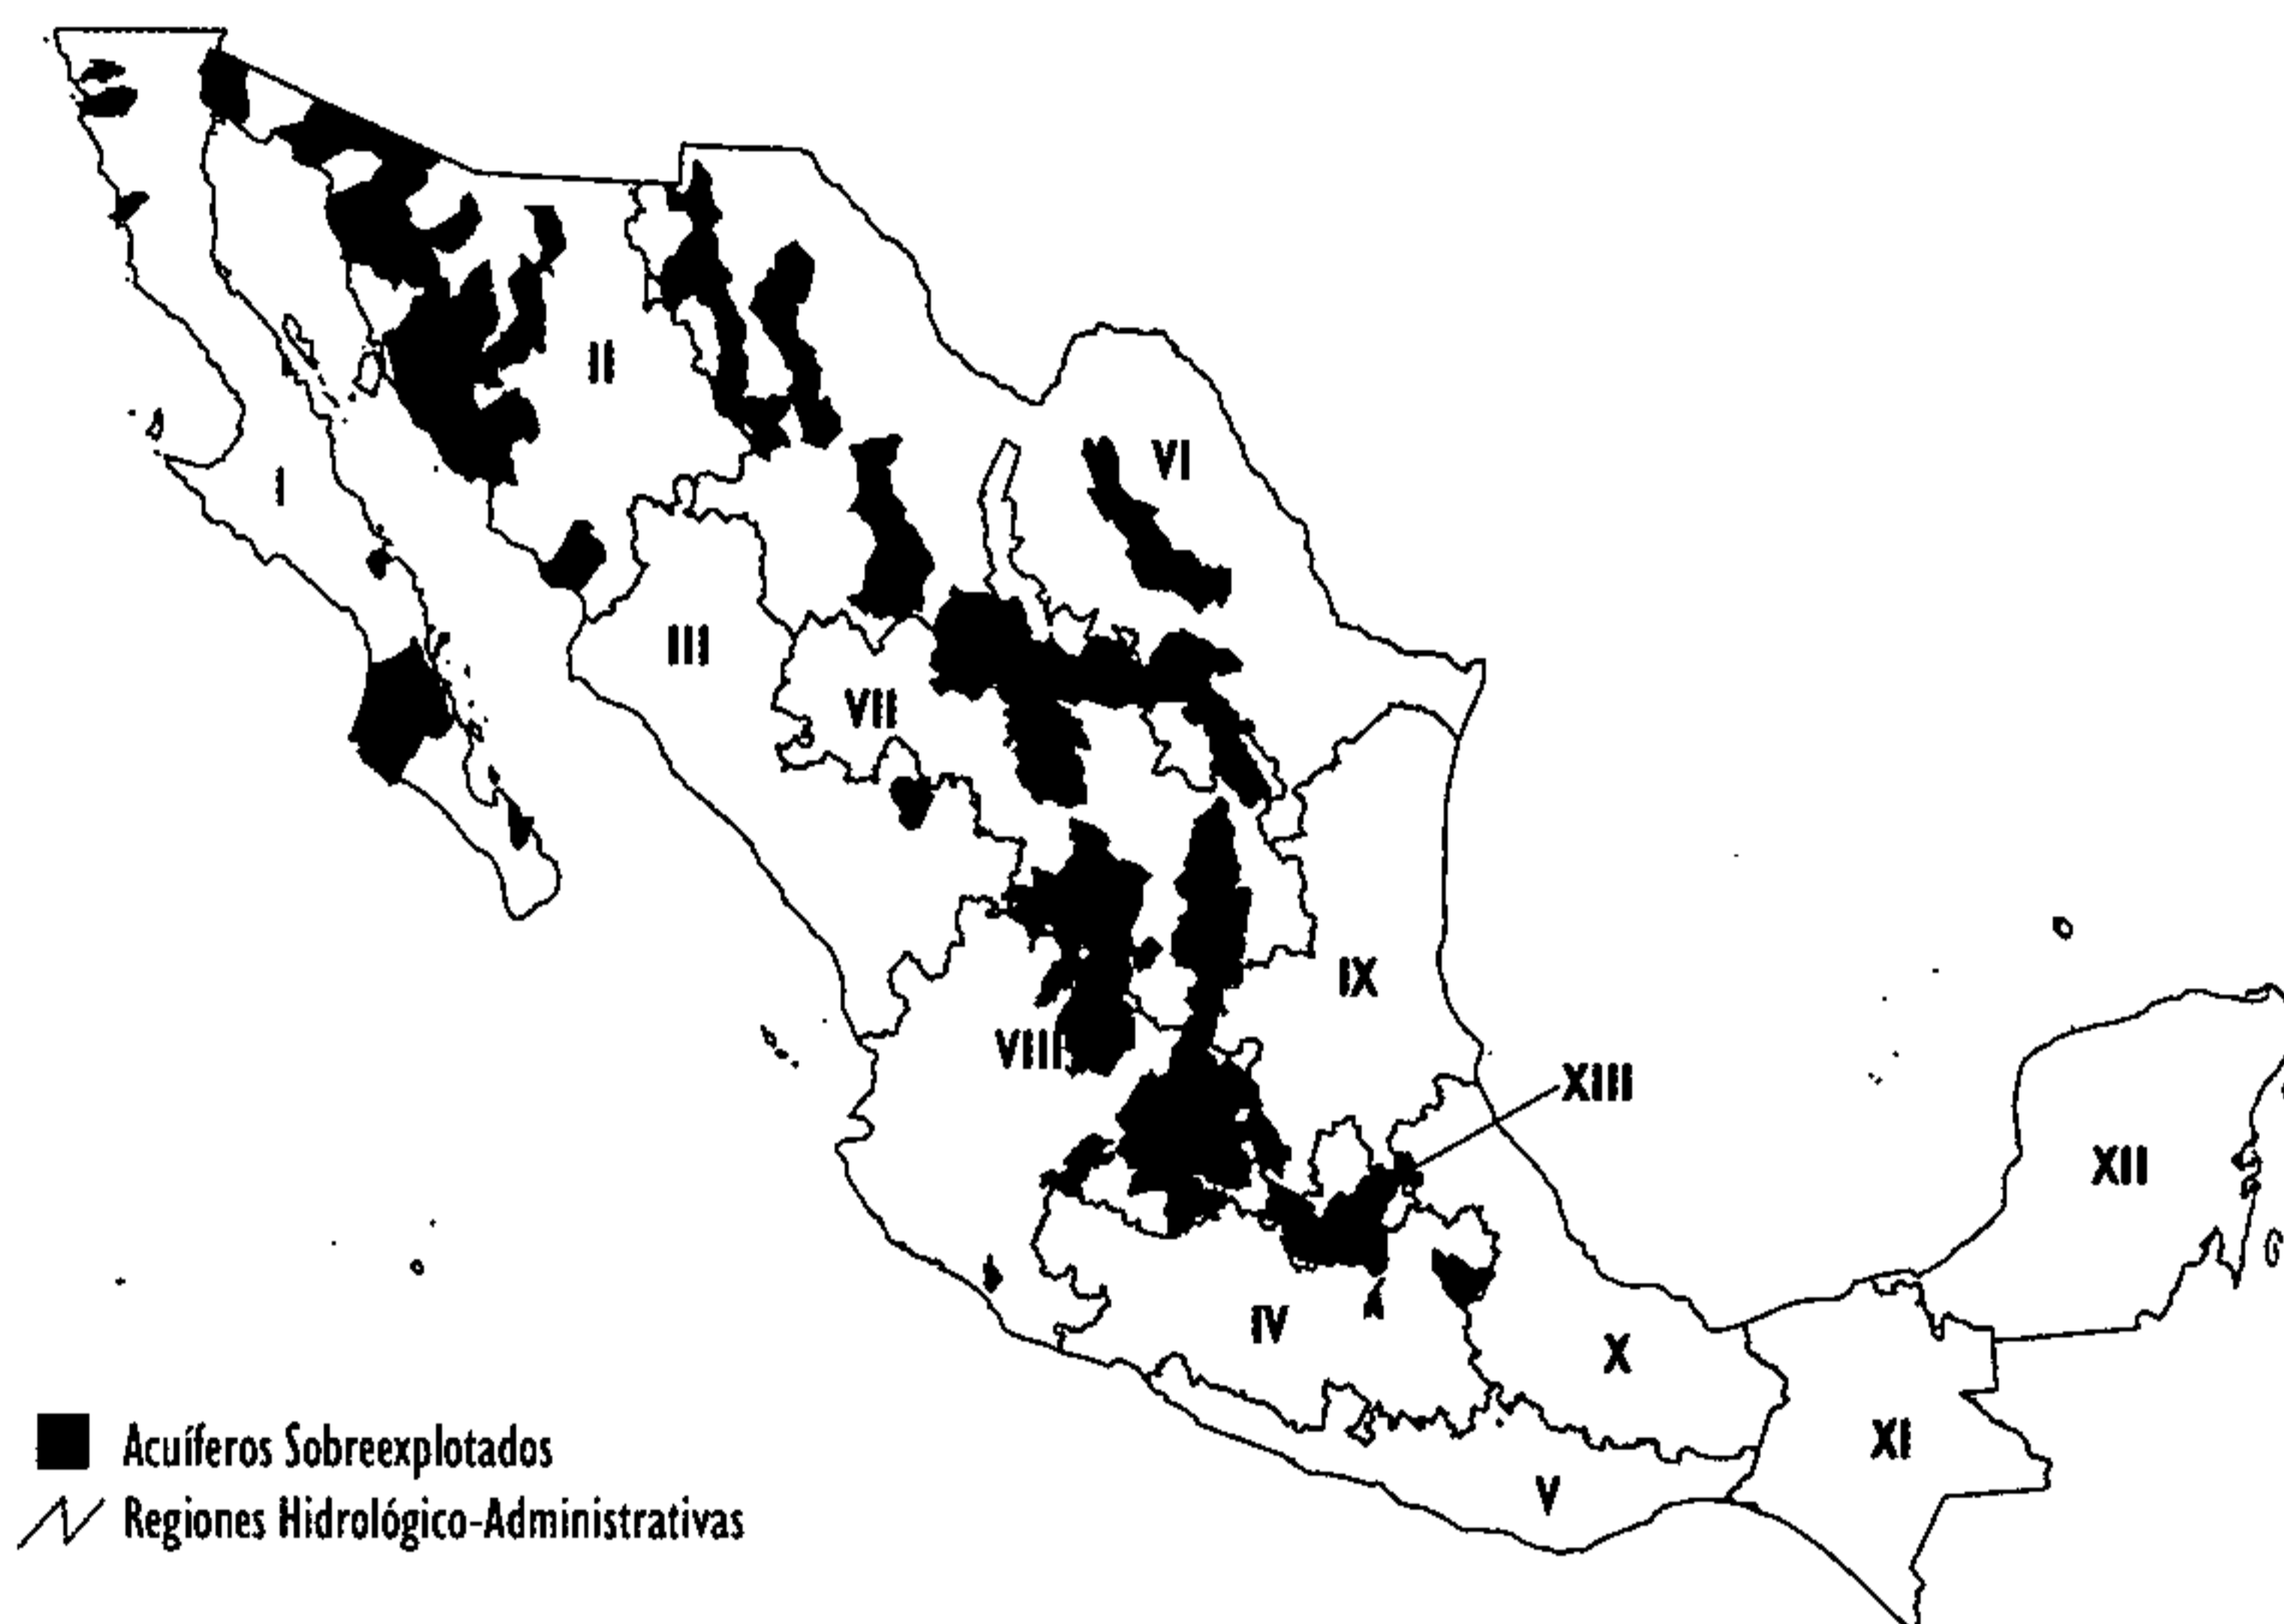 II
VI
I
III
VII
IX
VIII
XIII
XII
IV
X
XI
V
Acuíferos Sobreexplotados
Regiones Hidrológico-Administrativas